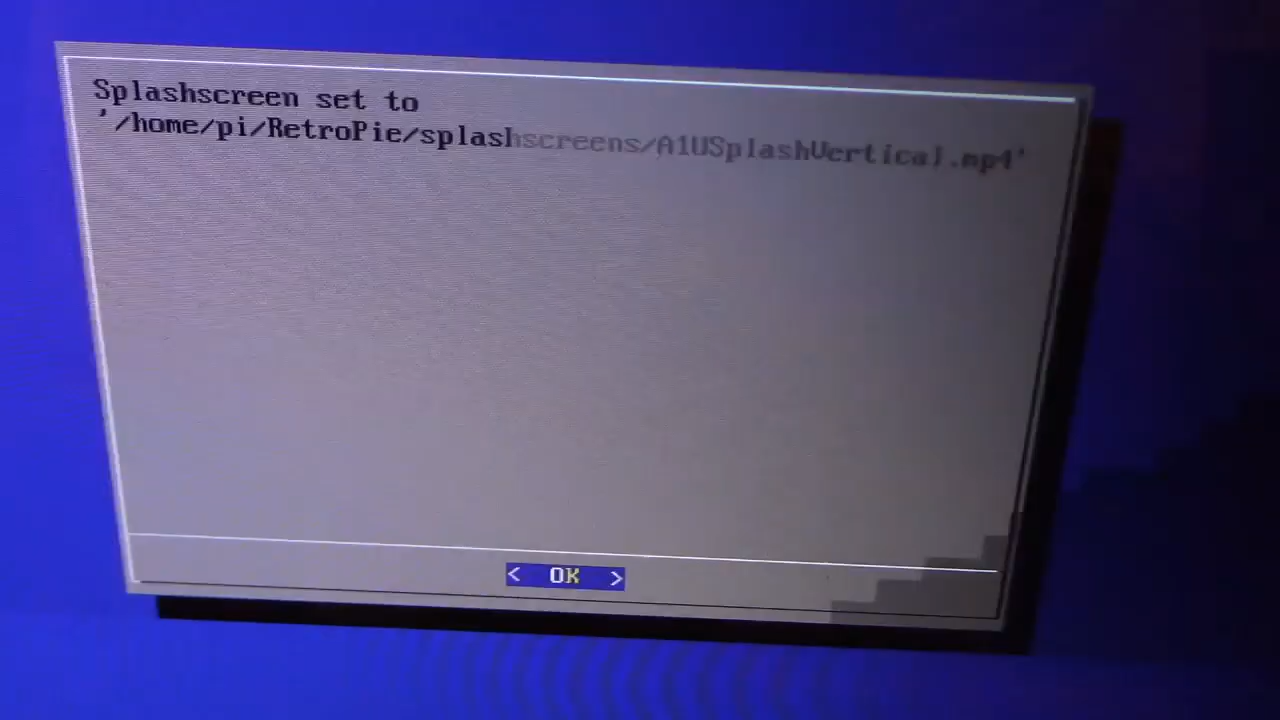 Splashscreen set to
'/home/pi/RetroPie/splashscreens/A1USplashVertical.mp4'
< OK >